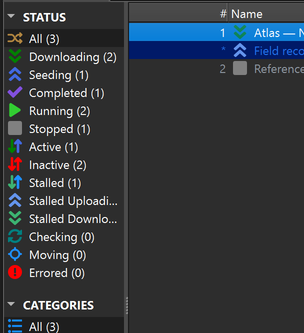 STATUS
All (3)
Downloading (2)
Seeding (1)
Completed (1)
Running (2)
Stopped (1)
Active (1)
Inactive (2)
Stalled (1)
Stalled Uploadi...
Stalled Downlo...
Checking (0)
Moving (0)
Errored (0)
CATEGORIES
All (3)
# Name
1 Atlas —
* Field reco
2 Reference